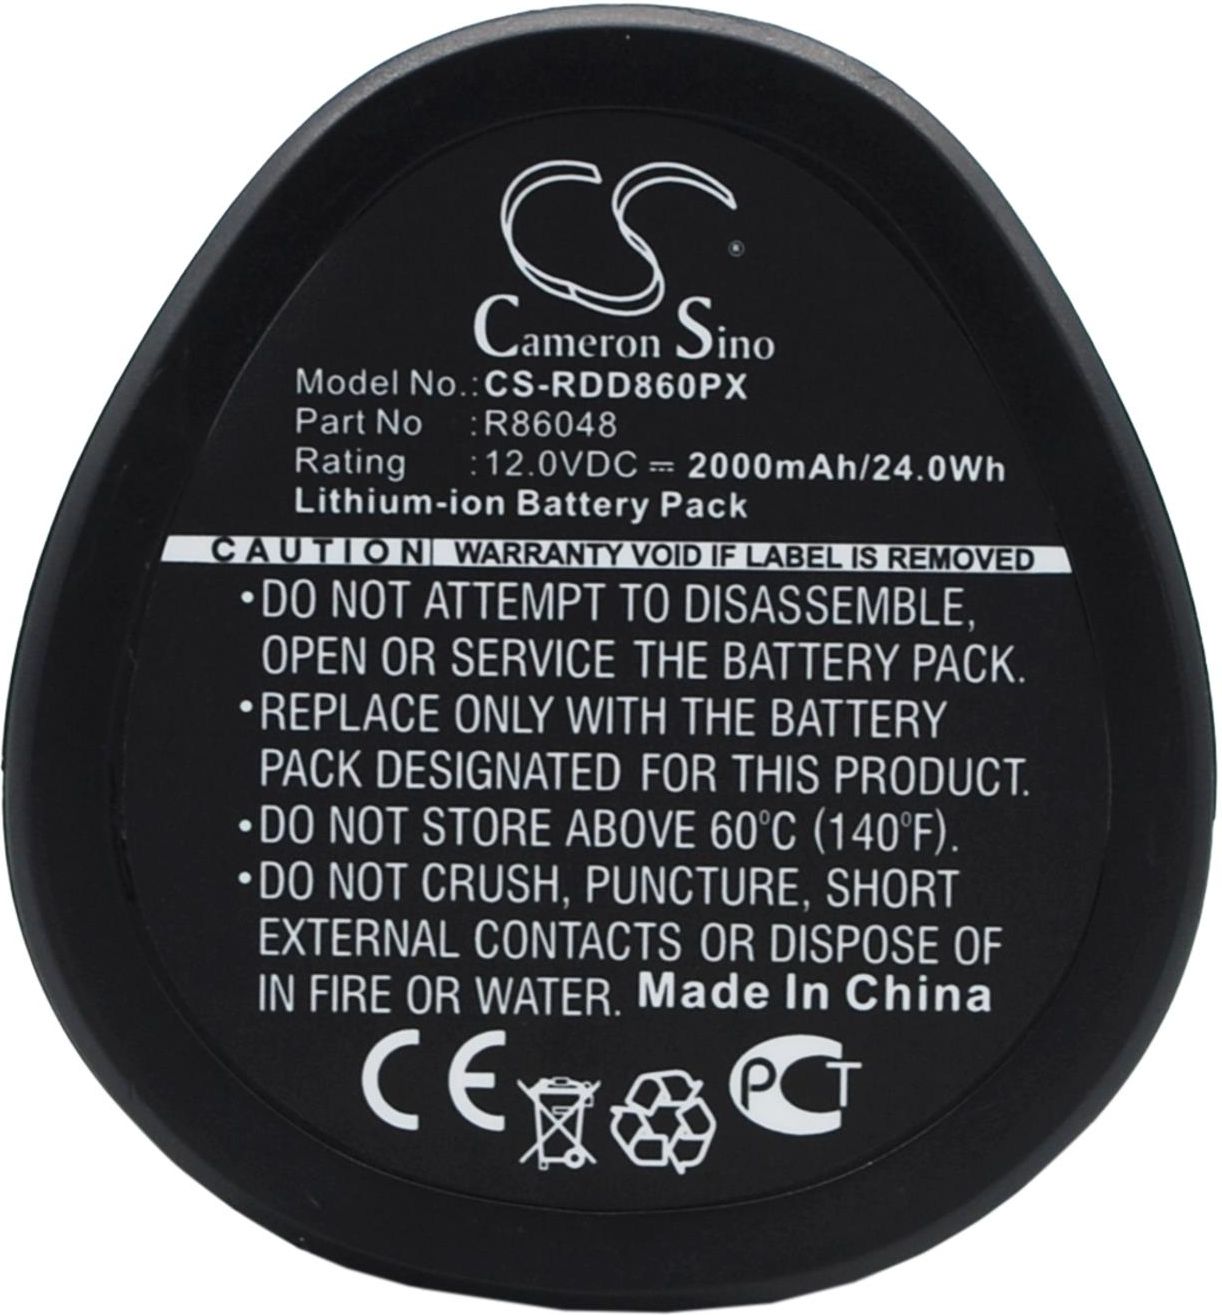 CS ®
Cameron Sino
Model No.:CS-RDD860PX
Part No :R86048
Rating :12.0VDC ⎓ 2000mAh/24.0Wh
Lithium-ion Battery Pack
CAUTION| WARRANTY VOID IF LABEL IS REMOVED
•DO NOT ATTEMPT TO DISASSEMBLE,
OPEN OR SERVICE THE BATTERY PACK.
•REPLACE ONLY WITH THE BATTERY
PACK DESIGNATED FOR THIS PRODUCT.
•DO NOT STORE ABOVE 60°C (140°F).
•DO NOT CRUSH, PUNCTURE, SHORT
EXTERNAL CONTACTS OR DISPOSE OF
IN FIRE OR WATER. Made In China
CE PCT